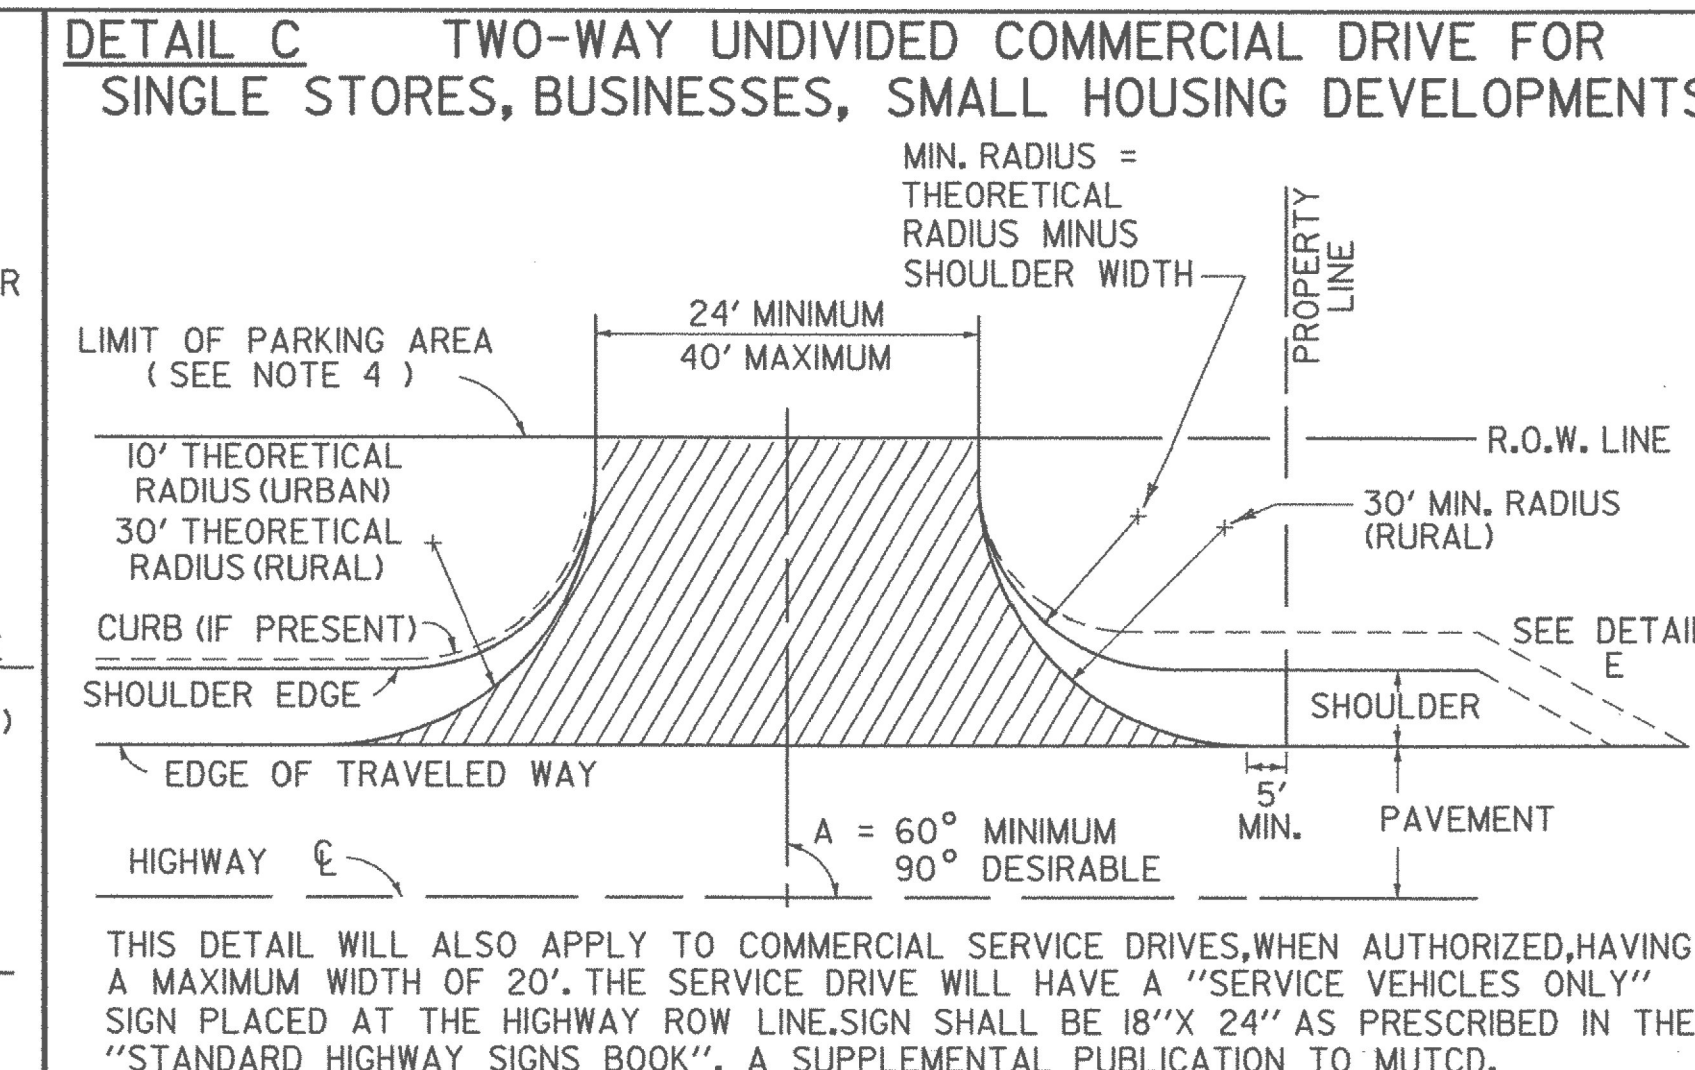 DETAIL C TWO-WAY UNDIVIDED COMMERCIAL DRIVE FOR
SINGLE STORES, BUSINESSES, SMALL HOUSING DEVELOPMENTS
MIN. RADIUS =
THEORETICAL
RADIUS MINUS
SHOULDER WIDTH
PROPERTY
LINE
R
24' MINIMUM
40' MAXIMUM
LIMIT OF PARKING AREA
( SEE NOTE 4 )
R.O.W. LINE
10' THEORETICAL
RADIUS (URBAN)
30' THEORETICAL
RADIUS (RURAL)
30' MIN. RADIUS
(RURAL)
CURB (IF PRESENT)
SEE DETAIL
E
SHOULDER EDGE
SHOULDER
)
EDGE OF TRAVELED WAY
5'
MIN.
PAVEMENT
A = 60° MINIMUM
90° DESIRABLE
HIGHWAY ℄
THIS DETAIL WILL ALSO APPLY TO COMMERCIAL SERVICE DRIVES,WHEN AUTHORIZED,HAVING
A MAXIMUM WIDTH OF 20'. THE SERVICE DRIVE WILL HAVE A "SERVICE VEHICLES ONLY"
SIGN PLACED AT THE HIGHWAY ROW LINE.SIGN SHALL BE 18"X 24" AS PRESCRIBED IN THE
"STANDARD HIGHWAY SIGNS BOOK", A SUPPLEMENTAL PUBLICATION TO MUTCD.